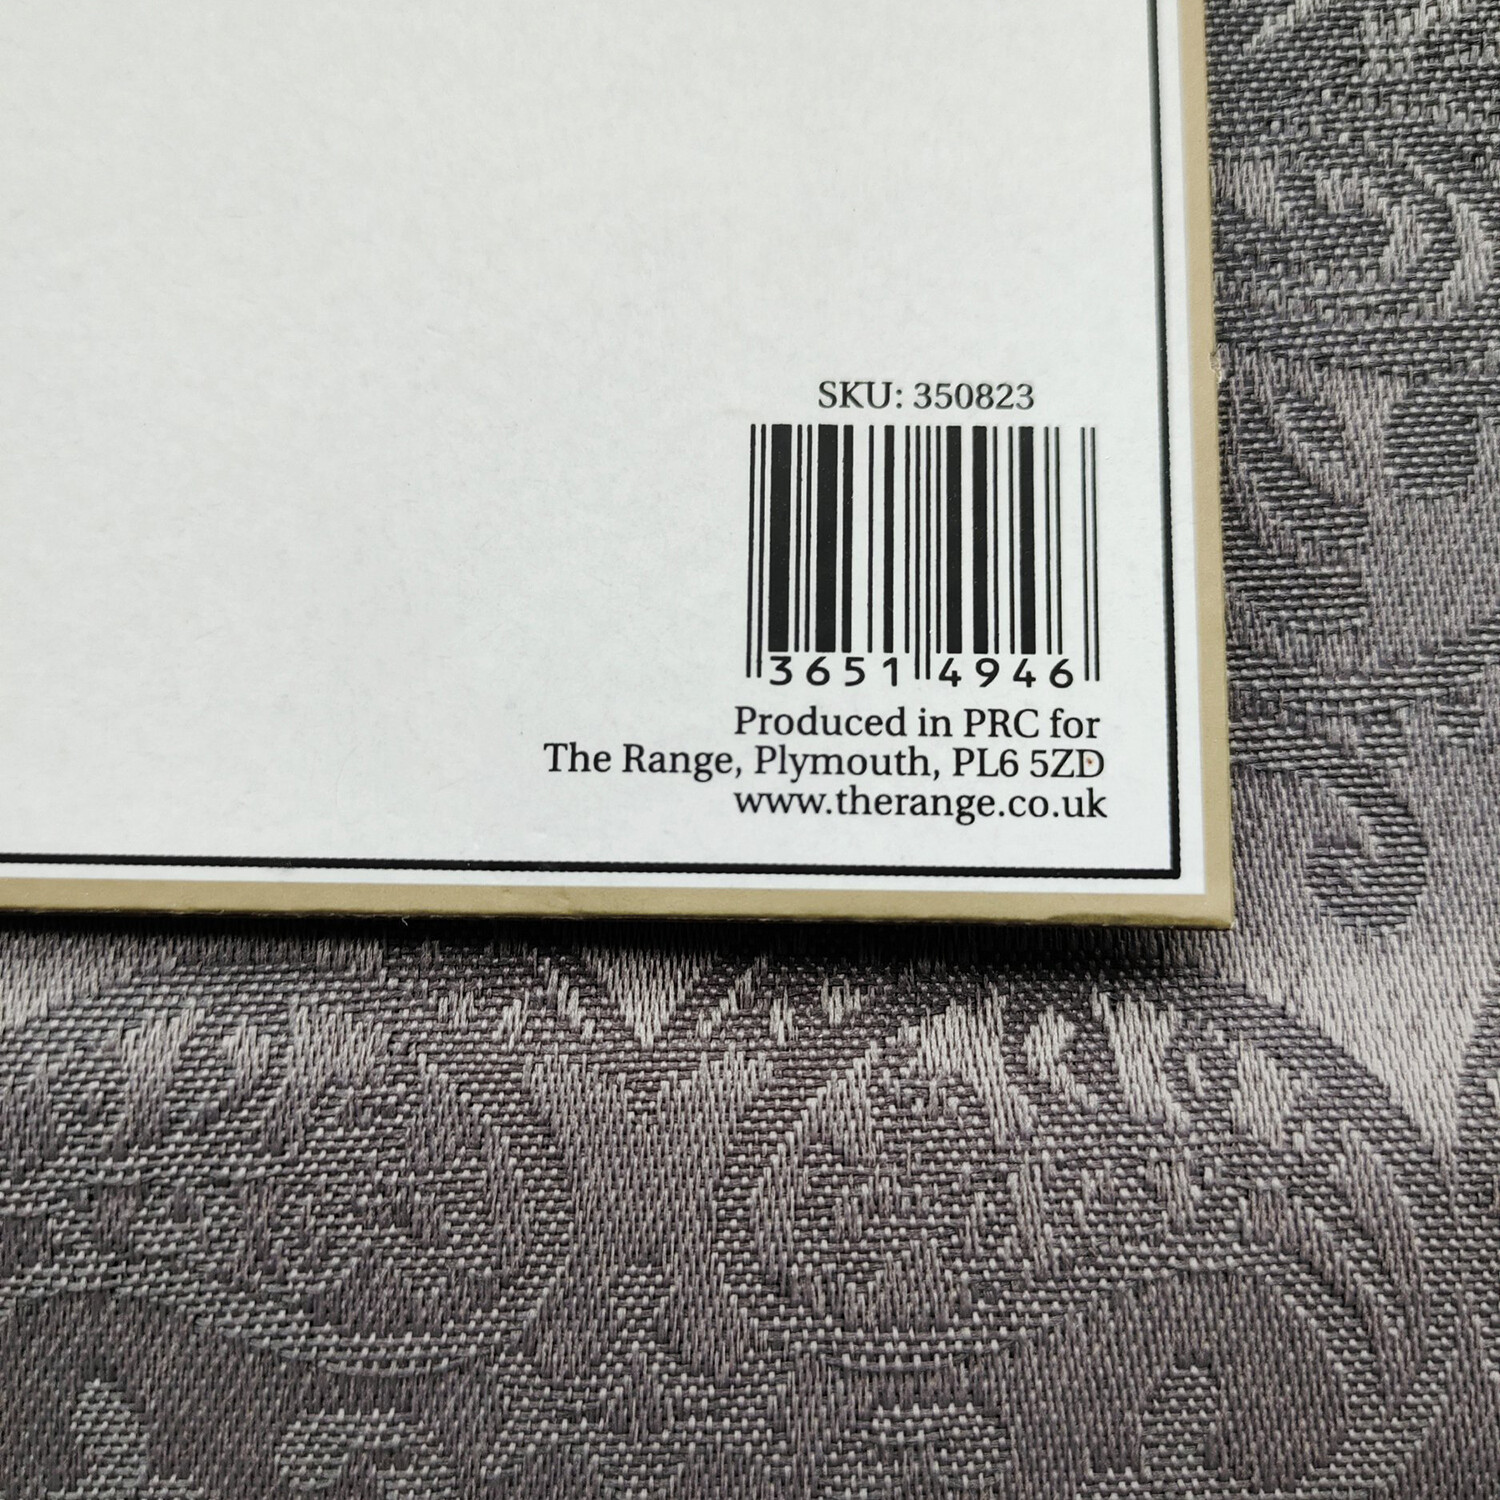 SKU: 350823
3651 4946
Produced in PRC for
The Range, Plymouth, PL6 5ZD
www.therange.co.uk